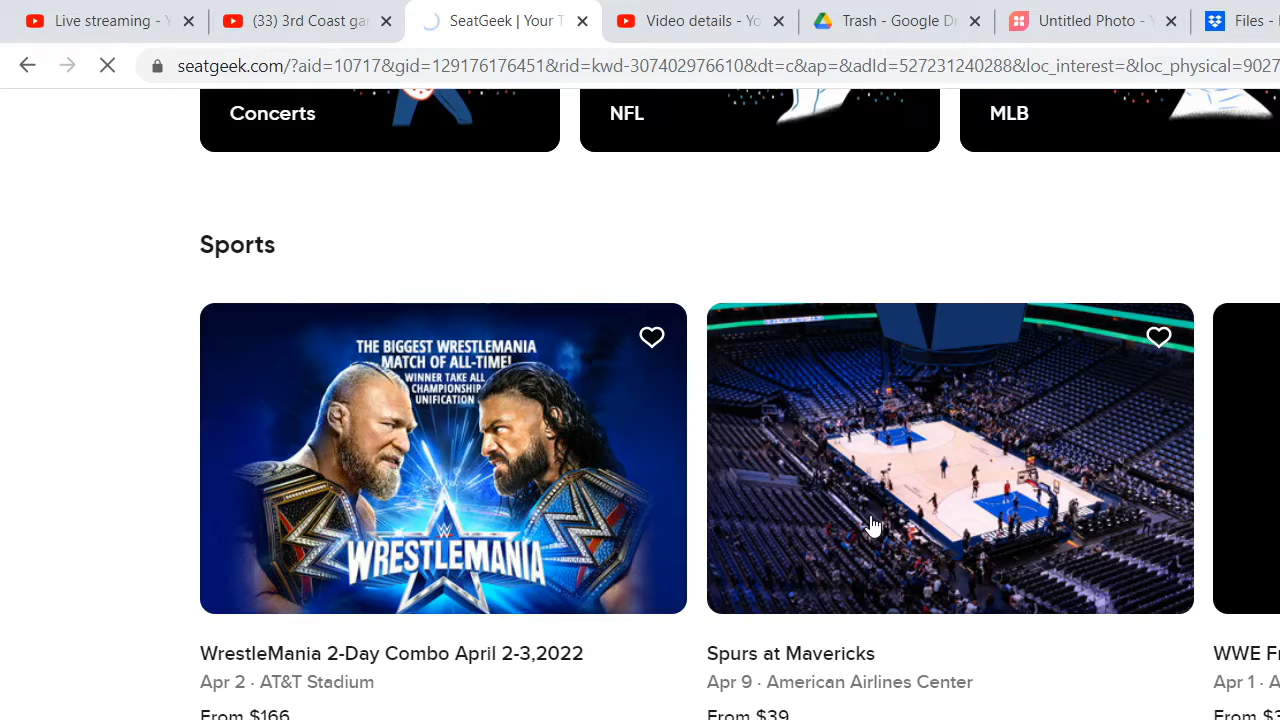 Live streaming - Y
(33) 3rd Coast ga
SeatGeek | Your T
Video details - Yo
Trash - Google Dr
Untitled Photo - Y
Files -
seatgeek.com/?aid=10717&gid=129176176451&rid=kwd-307402976610&dt=c&ap=&adId=527231240288&loc_interest=&loc_physical=9027
Concerts
NFL
MLB
Sports
THE BIGGEST WRESTLEMANIA
MATCH OF ALL-TIME!
WINNER TAKE ALL
CHAMPIONSHIP
UNIFICATION
WRESTLEMANIA
WrestleMania 2-Day Combo April 2-3,2022
Apr 2 · AT&T Stadium
From $166
Spurs at Mavericks
Apr 9 · American Airlines Center
From $39
WWE Fr
Apr 1 · A
From $3